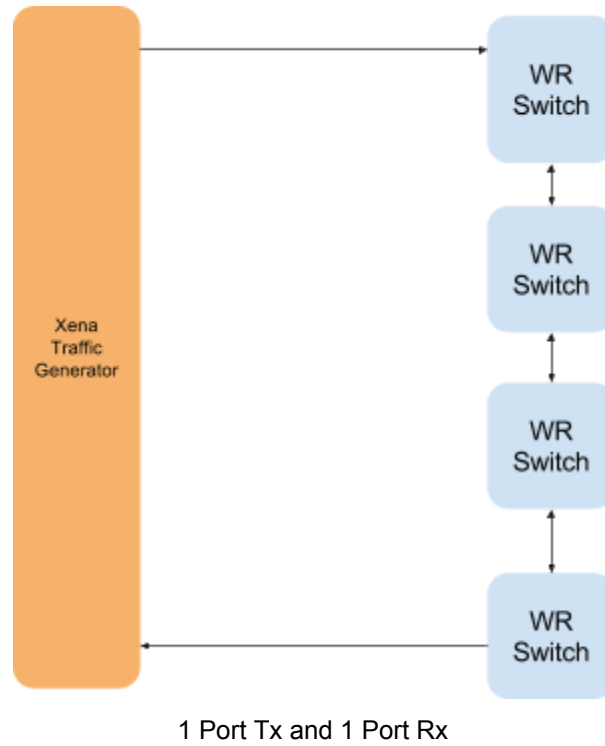 WR
Switch
WR
Switch
Xena
Traffic
Generator
WR
Switch
WR
Switch
1 Port Tx and 1 Port Rx